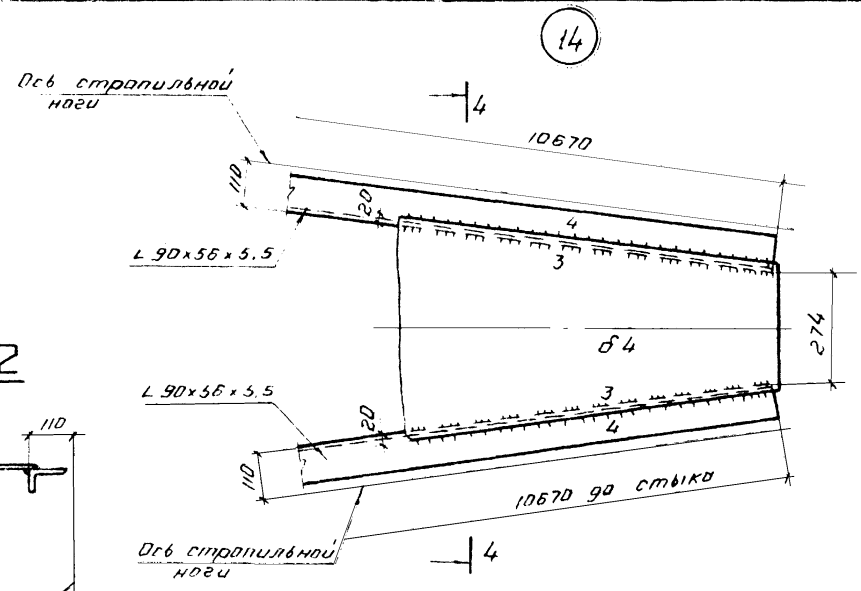 14
Ось стропильной
ноги
4
10670
110
20
4
L 90×56×5,5
3
274
δ4
2
L 90×56×5,5
3
20
4
110
110
10670 до стыка
Ось стропильной
ноги
4